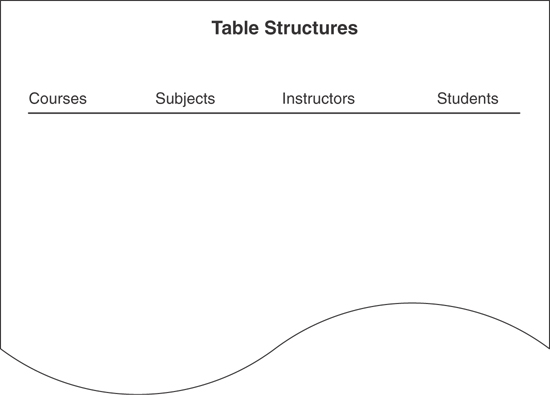 Table Structures
Courses Subjects Instructors Students